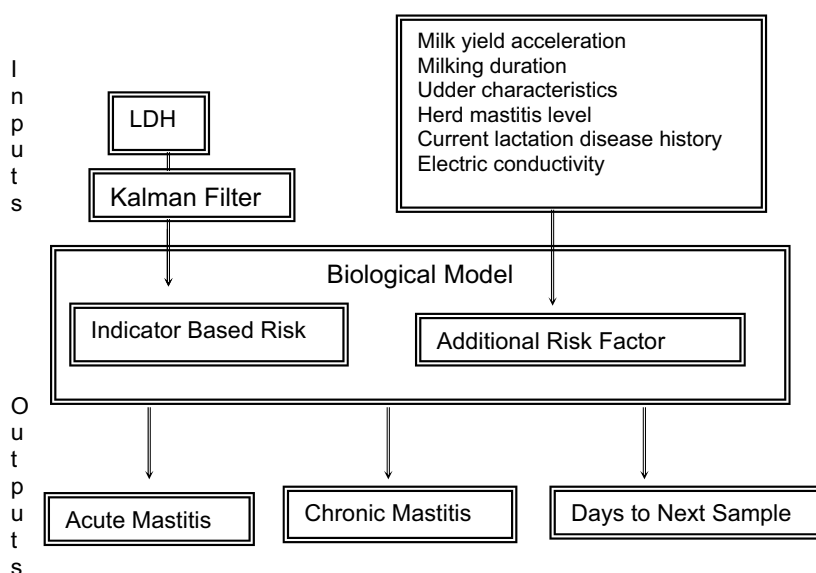 Inputs
Milk yield acceleration
Milking duration
Udder characteristics
Herd mastitis level
Current lactation disease history
Electric conductivity
LDH
Kalman Filter
Biological Model
Indicator Based Risk
Additional Risk Factor
Outputs
Acute Mastitis
Chronic Mastitis
Days to Next Sample